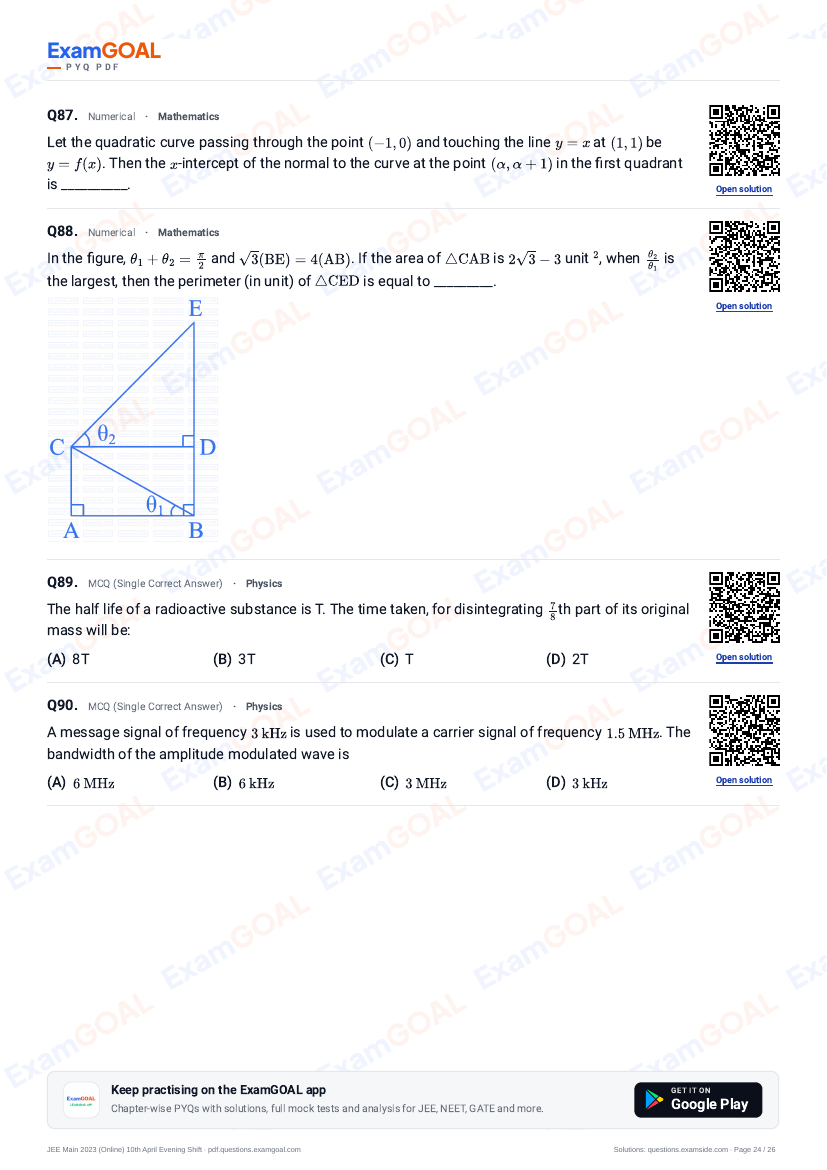 ExamGOAL
PYQ PDF
Q87. Numerical · Mathematics
Let the quadratic curve passing through the point (−1, 0) and touching the line y = x at (1, 1) be
y = f(x). Then the x-intercept of the normal to the curve at the point (α, α + 1) in the first quadrant
is __________.
Open solution
Q88. Numerical · Mathematics
In the figure, θ₁ + θ₂ = π/2 and √3(BE) = 4(AB). If the area of △CAB is 2√3 − 3 unit ², when θ₂/θ₁ is
the largest, then the perimeter (in unit) of △CED is equal to _________.
Open solution
E
C θ₂ D
θ₁
A B
Q89. MCQ (Single Correct Answer) · Physics
The half life of a radioactive substance is T. The time taken, for disintegrating 7/8th part of its original
mass will be:
(A) 8T (B) 3T (C) T (D) 2T
Open solution
Q90. MCQ (Single Correct Answer) · Physics
A message signal of frequency 3 kHz is used to modulate a carrier signal of frequency 1.5 MHz. The
bandwidth of the amplitude modulated wave is
(A) 6 MHz (B) 6 kHz (C) 3 MHz (D) 3 kHz
Open solution
Keep practising on the ExamGOAL app
Chapter-wise PYQs with solutions, full mock tests and analysis for JEE, NEET, GATE and more.
GET IT ON
Google Play
JEE Main 2023 (Online) 10th April Evening Shift · pdf.questions.examgoal.com
Solutions: questions.examside.com · Page 24 / 26